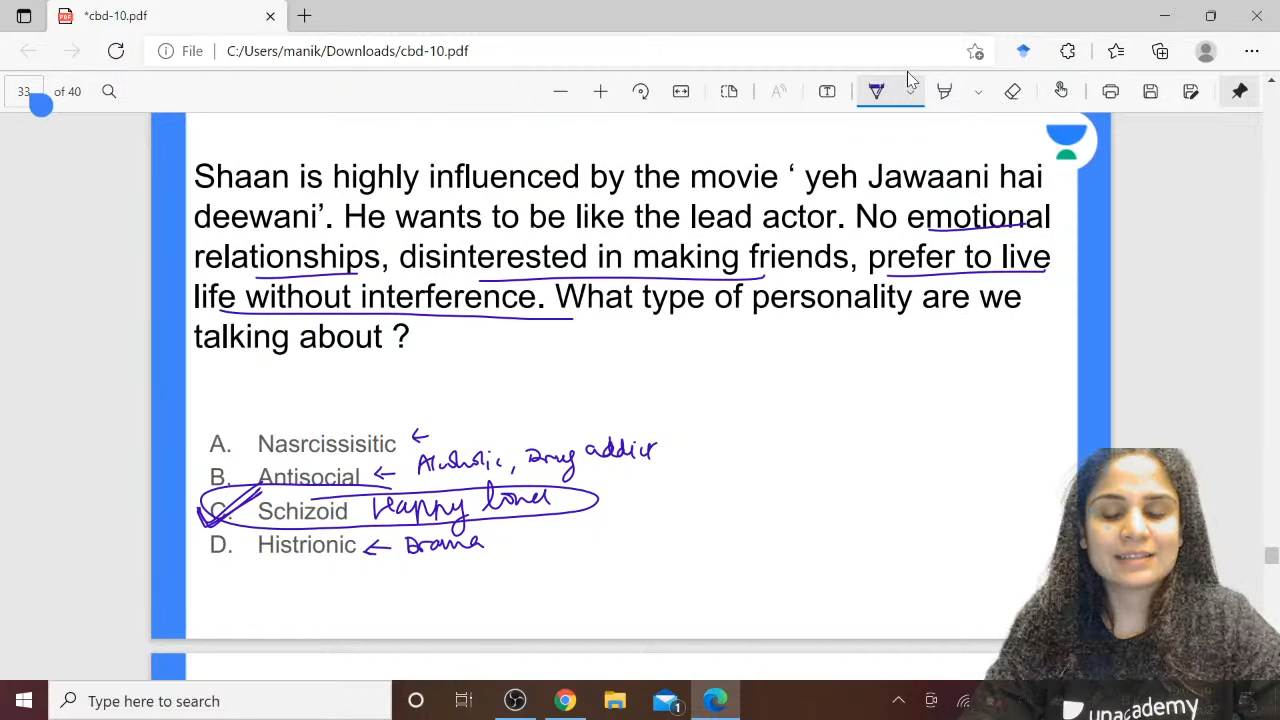 *cbd-10.pdf
File C:/Users/manik/Downloads/cbd-10.pdf
33 of 40
Shaan is highly influenced by the movie ‘ yeh Jawaani hai
deewani’. He wants to be like the lead actor. No emotional
relationships, disinterested in making friends, prefer to live
life without interference. What type of personality are we
talking about ?
A. Nasrcissisitic
B. Antisocial ← Alcoholic, Drug addict
C. Schizoid Happy loner
D. Histrionic ← Drama
Type here to search
1
unacademy